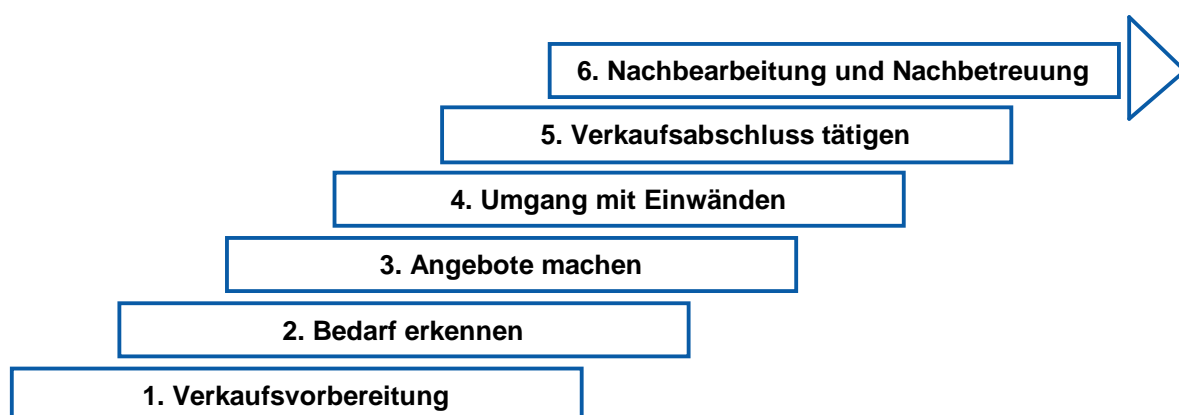 6. Nachbearbeitung und Nachbetreuung
5. Verkaufsabschluss tätigen
4. Umgang mit Einwänden
3. Angebote machen
2. Bedarf erkennen
1. Verkaufsvorbereitung